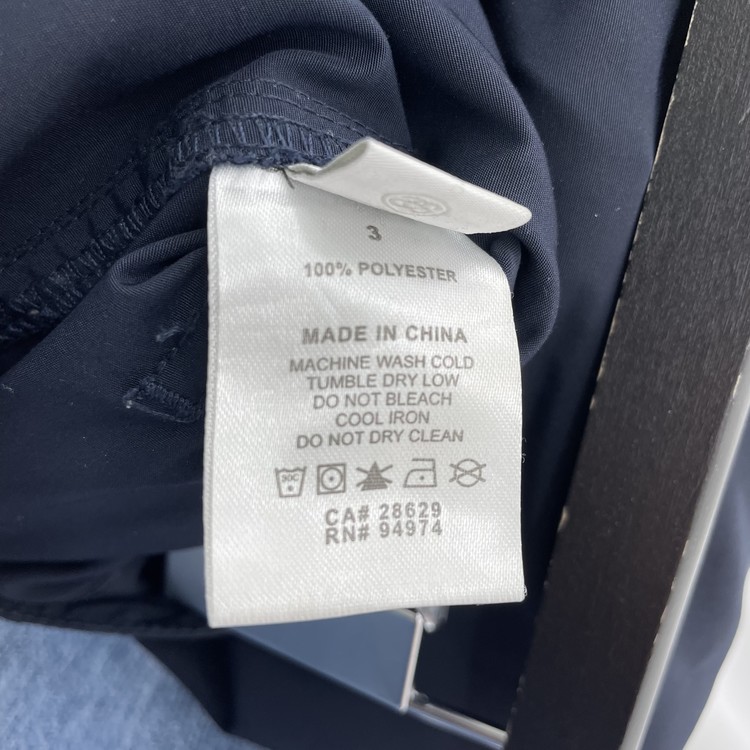 3
100% POLYESTER
MADE IN CHINA
MACHINE WASH COLD
TUMBLE DRY LOW
DO NOT BLEACH
COOL IRON
DO NOT DRY CLEAN
30C
CA# 28629
RN# 94974